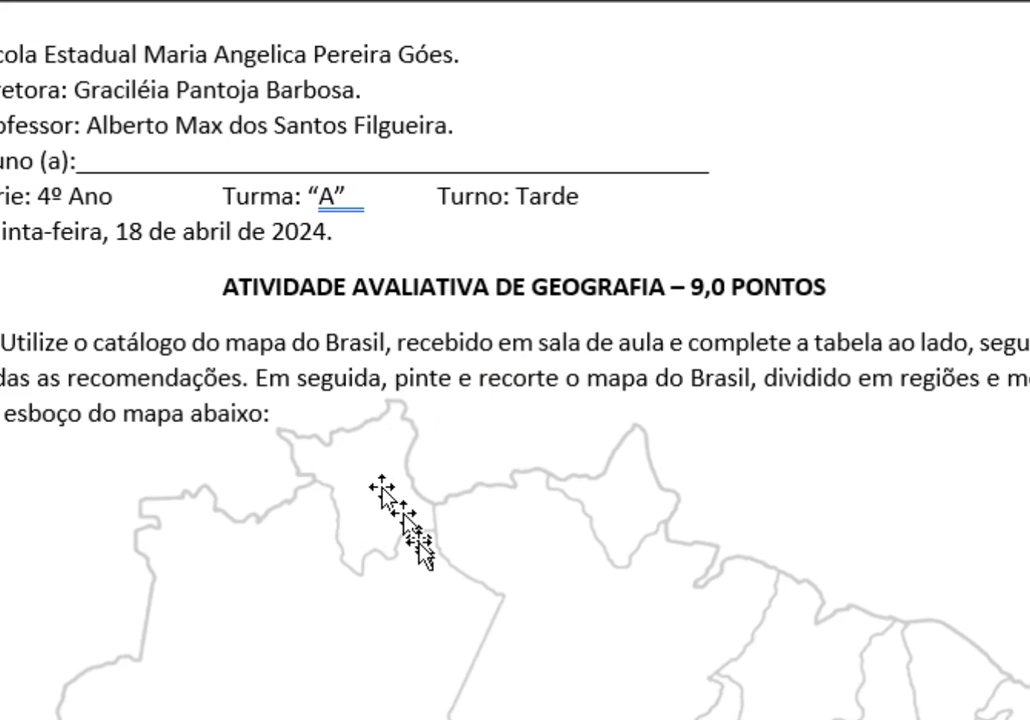 cola Estadual Maria Angelica Pereira Góes.
retora: Graciléia Pantoja Barbosa.
ofessor: Alberto Max dos Santos Filgueira.
uno (a):
rie: 4º Ano Turma: “A” Turno: Tarde
inta-feira, 18 de abril de 2024.
ATIVIDADE AVALIATIVA DE GEOGRAFIA – 9,0 PONTOS
Utilize o catálogo do mapa do Brasil, recebido em sala de aula e complete a tabela ao lado, segu
das as recomendações. Em seguida, pinte e recorte o mapa do Brasil, dividido em regiões e m
esboço do mapa abaixo: